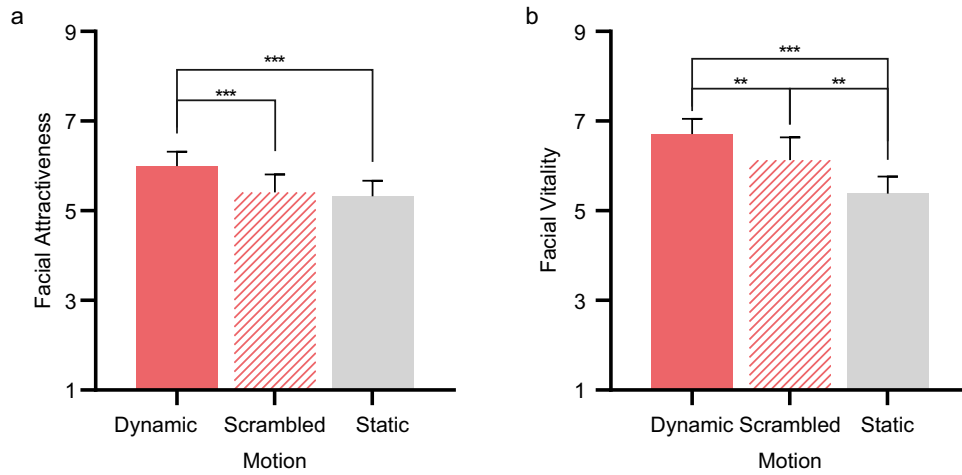 a
Facial Attractiveness
9
7
5
3
1
***
***
Dynamic Scrambled Static
Motion
b
Facial Vitality
9
7
5
3
1
***
** **
Dynamic Scrambled Static
Motion